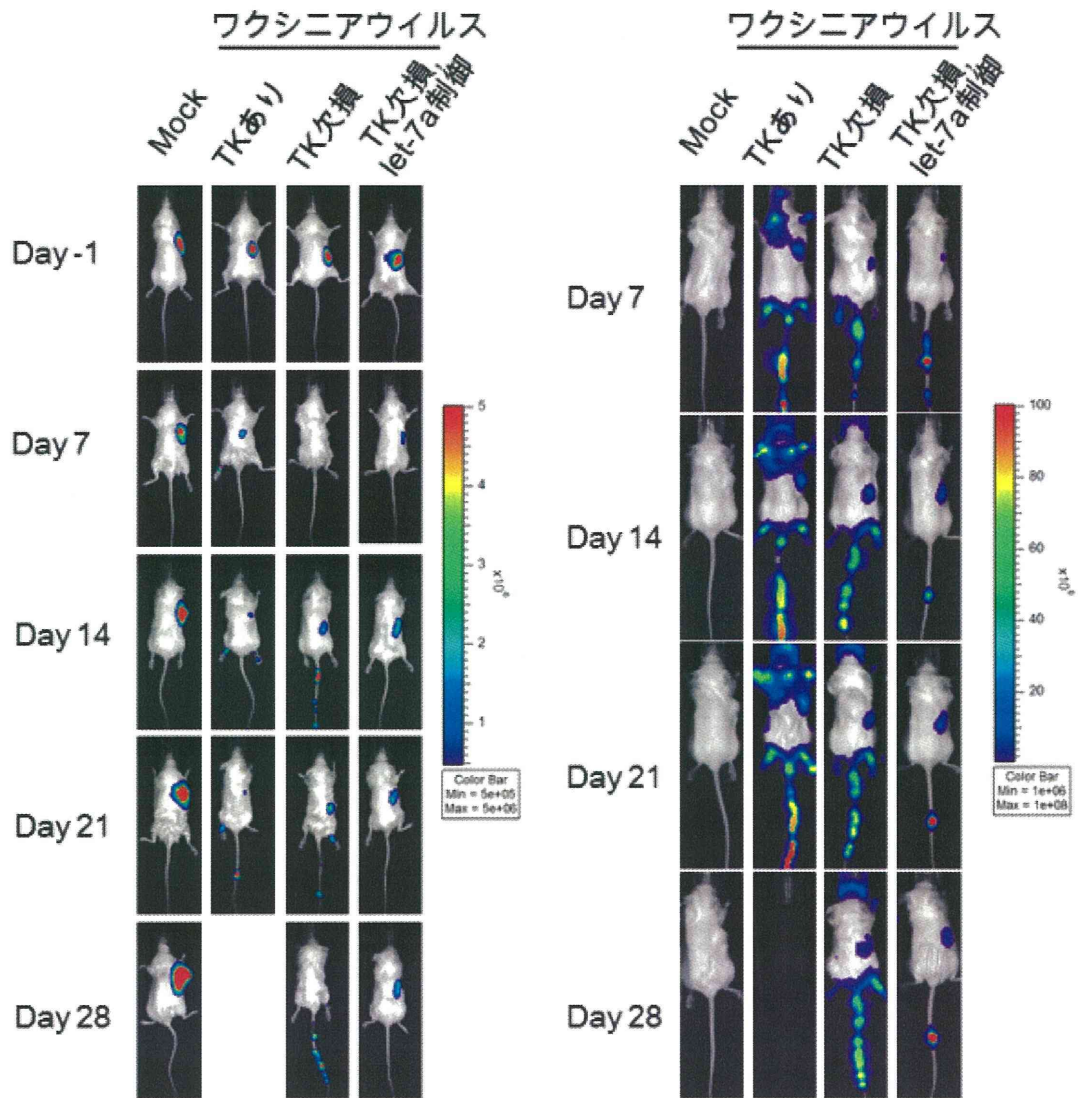 ワクシニアウイルス
Mock
TKあり
TK欠損
TK欠損,
let-7a制御
Day -1
Day 7
Day 14
Day 21
Day 28
5
4
3
2
1
Color Bar
Min = 5e+05
Max = 5e+06
ワクシニアウイルス
Mock
TKあり
TK欠損
TK欠損,
let-7a制御
Day 7
Day 14
Day 21
Day 28
100
80
60
40
20
Color Bar
Min = 1e+06
Max = 1e+08